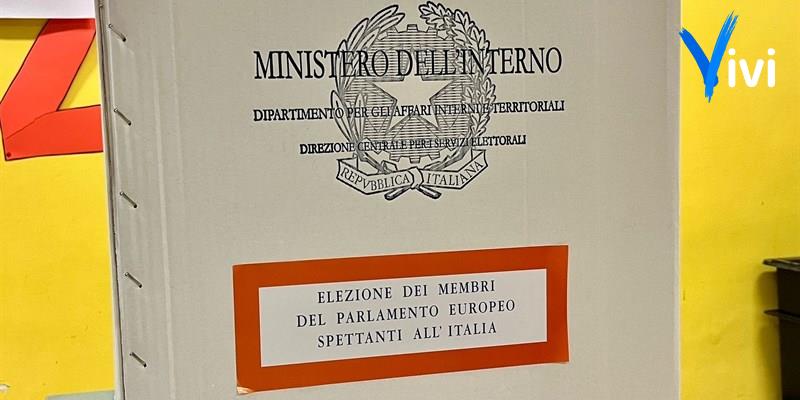 MINISTERO DELL'INTERNO
DIPARTIMENTO PER GLI AFFARI INTERNI E TERRITORIALI
DIREZIONE CENTRALE PER I SERVIZI ELETTORALI
REPVBBLICA ITALIANA
ELEZIONE DEI MEMBRI
DEL PARLAMENTO EUROPEO
SPETTANTI ALL'ITALIA
Vivi